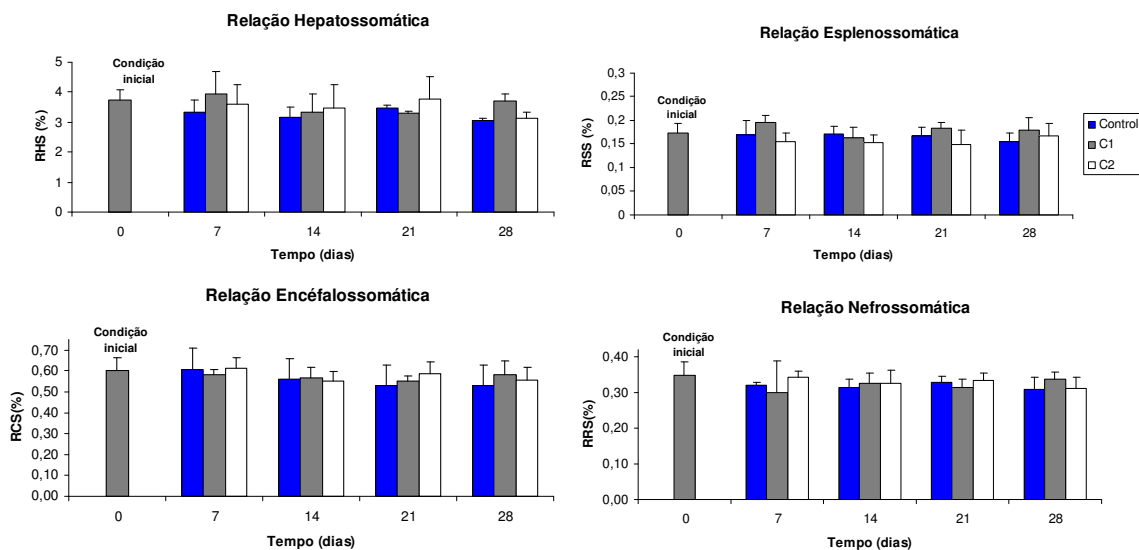 Relação Hepatossomática
Condição
inicial
RHS (%)
5
4
3
2
1
0
0 7 14 21 28
Tempo (dias)
Relação Esplenossomática
Condição
inicial
RSS (%)
0,3
0,25
0,2
0,15
0,1
0,05
0
0 7 14 21 28
Tempo (dias)
Control
C1
C2
Relação Encéfalossomática
Condição
inicial
RCS(%)
0,70
0,60
0,50
0,40
0,30
0,20
0,10
0,00
0 7 14 21 28
Tempo (dias)
Relação Nefrossomática
Condição
inicial
RRS(%)
0,40
0,30
0,20
0,10
0,00
0 7 14 21 28
Tempo (dias)